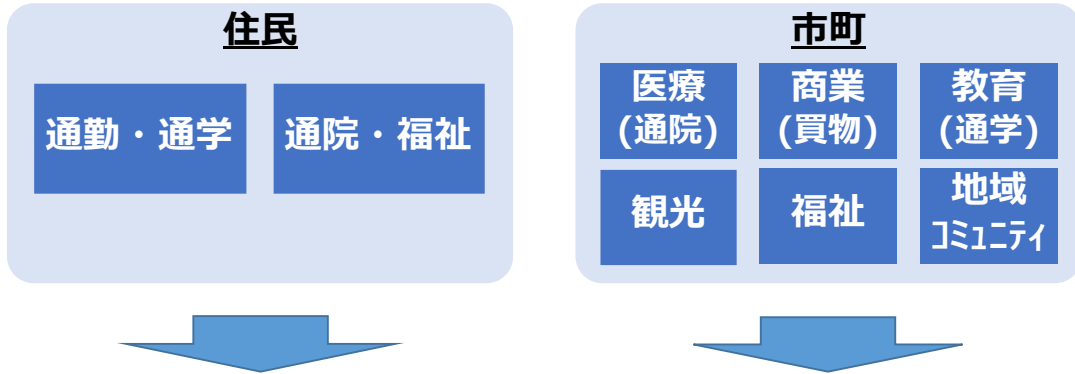 住民
通勤・通学
通院・福祉
市町
医療
(通院)
商業
(買物)
教育
(通学)
観光
福祉
地域
ｺﾐｭﾆﾃｨ